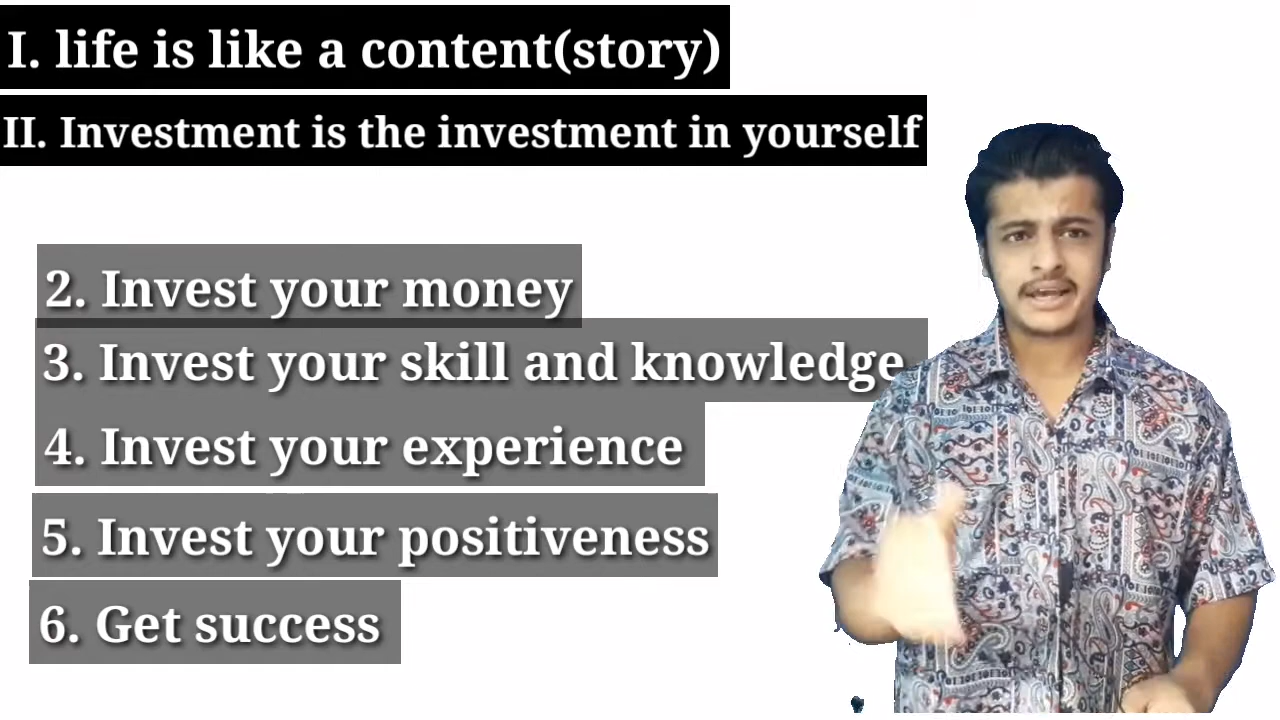 I. life is like a content(story)
II. Investment is the investment in yourself
2. Invest your money
3. Invest your skill and knowledge
4. Invest your experience
5. Invest your positiveness
6. Get success